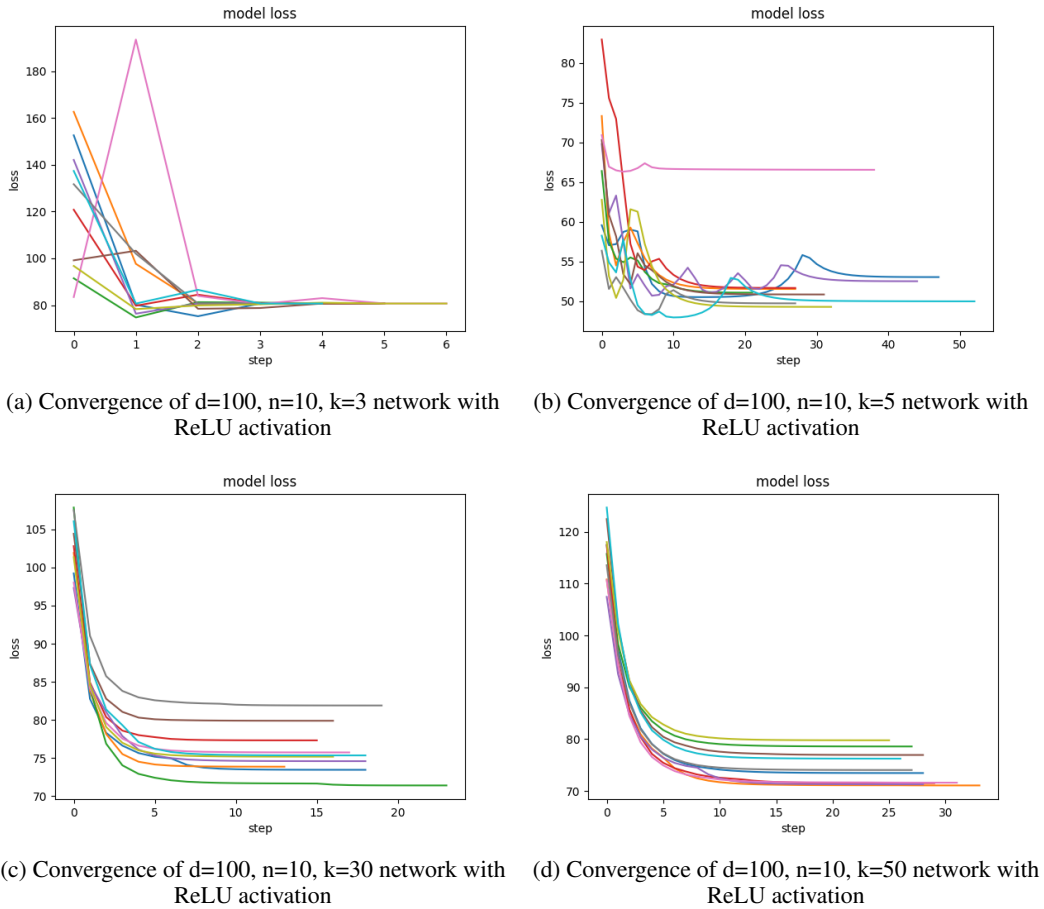 model loss
180
160
140
120
100
80
loss
0
1
2
3
4
5
6
step
(a) Convergence of d=100, n=10, k=3 network with
ReLU activation
model loss
80
75
70
65
60
55
50
loss
0
10
20
30
40
50
step
(b) Convergence of d=100, n=10, k=5 network with
ReLU activation
model loss
105
100
95
90
85
80
75
70
loss
0
5
10
15
20
step
(c) Convergence of d=100, n=10, k=30 network with
ReLU activation
model loss
120
110
100
90
80
70
loss
0
5
10
15
20
25
30
step
(d) Convergence of d=100, n=10, k=50 network with
ReLU activation